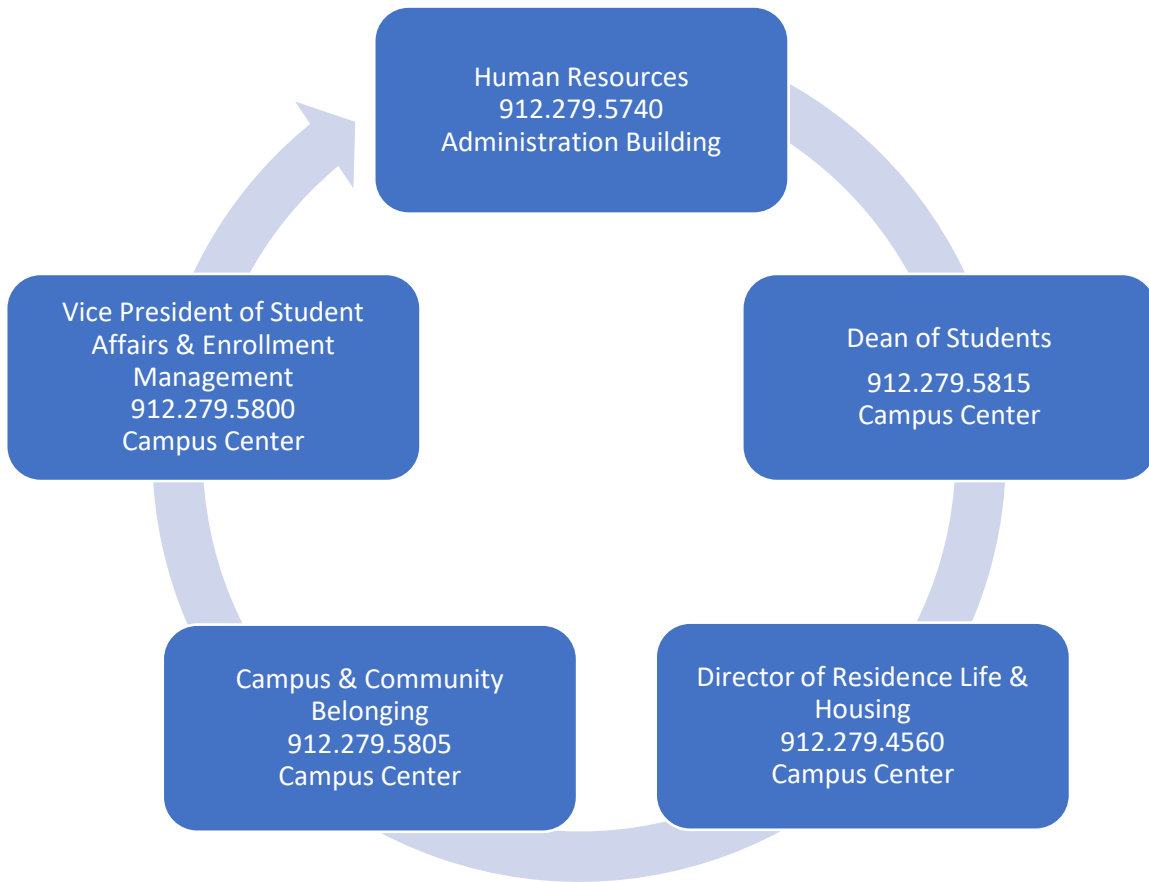 Human Resources
912.279.5740
Administration Building
Dean of Students
912.279.5815
Campus Center
Director of Residence Life &
Housing
912.279.4560
Campus Center
Campus & Community
Belonging
912.279.5805
Campus Center
Vice President of Student
Affairs & Enrollment
Management
912.279.5800
Campus Center